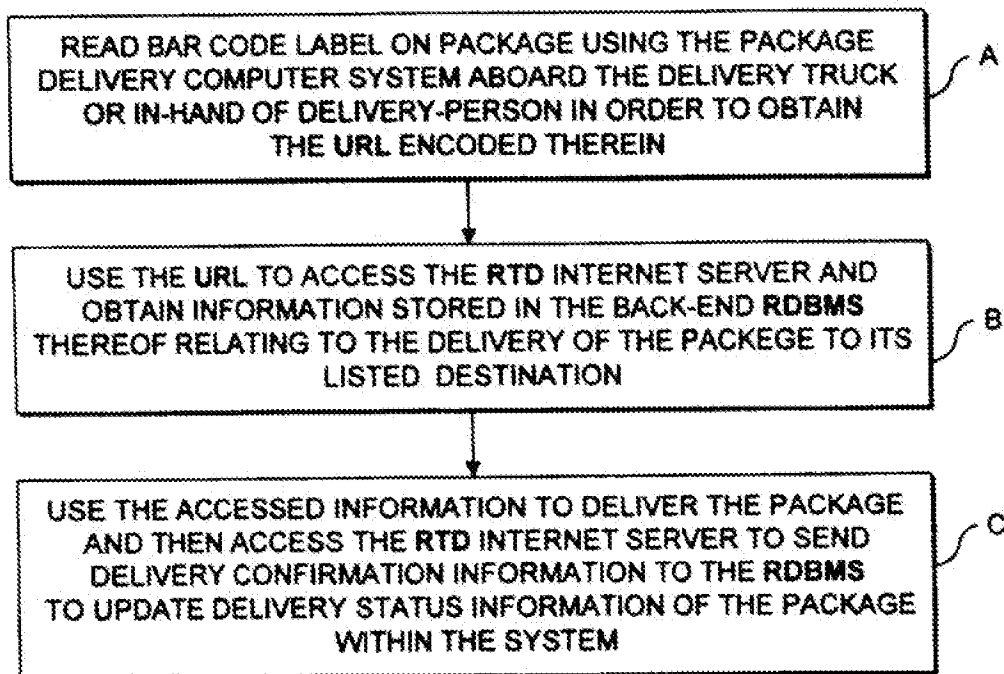 READ BAR CODE LABEL ON PACKAGE USING THE PACKAGE
DELIVERY COMPUTER SYSTEM ABOARD THE DELIVERY TRUCK
OR IN-HAND OF DELIVERY-PERSON IN ORDER TO OBTAIN
THE URL ENCODED THEREIN
A
USE THE URL TO ACCESS THE RTD INTERNET SERVER AND
OBTAIN INFORMATION STORED IN THE BACK-END RDBMS
THEREOF RELATING TO THE DELIVERY OF THE PACKEGE TO ITS
LISTED DESTINATION
B
USE THE ACCESSED INFORMATION TO DELIVER THE PACKAGE
AND THEN ACCESS THE RTD INTERNET SERVER TO SEND
DELIVERY CONFIRMATION INFORMATION TO THE RDBMS
TO UPDATE DELIVERY STATUS INFORMATION OF THE PACKAGE
WITHIN THE SYSTEM
C